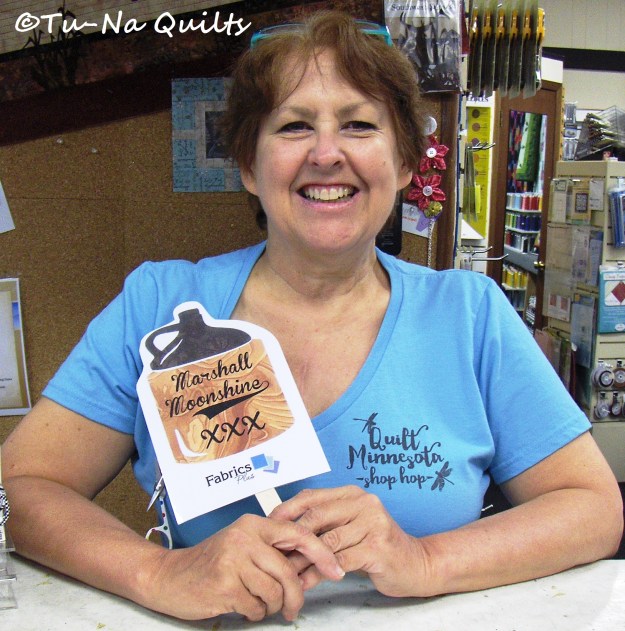 ©Tu-Na Quilts
Marshall
Moonshine
XXX
Fabrics
Plus
Quilt
Minnesota
-shop hop-